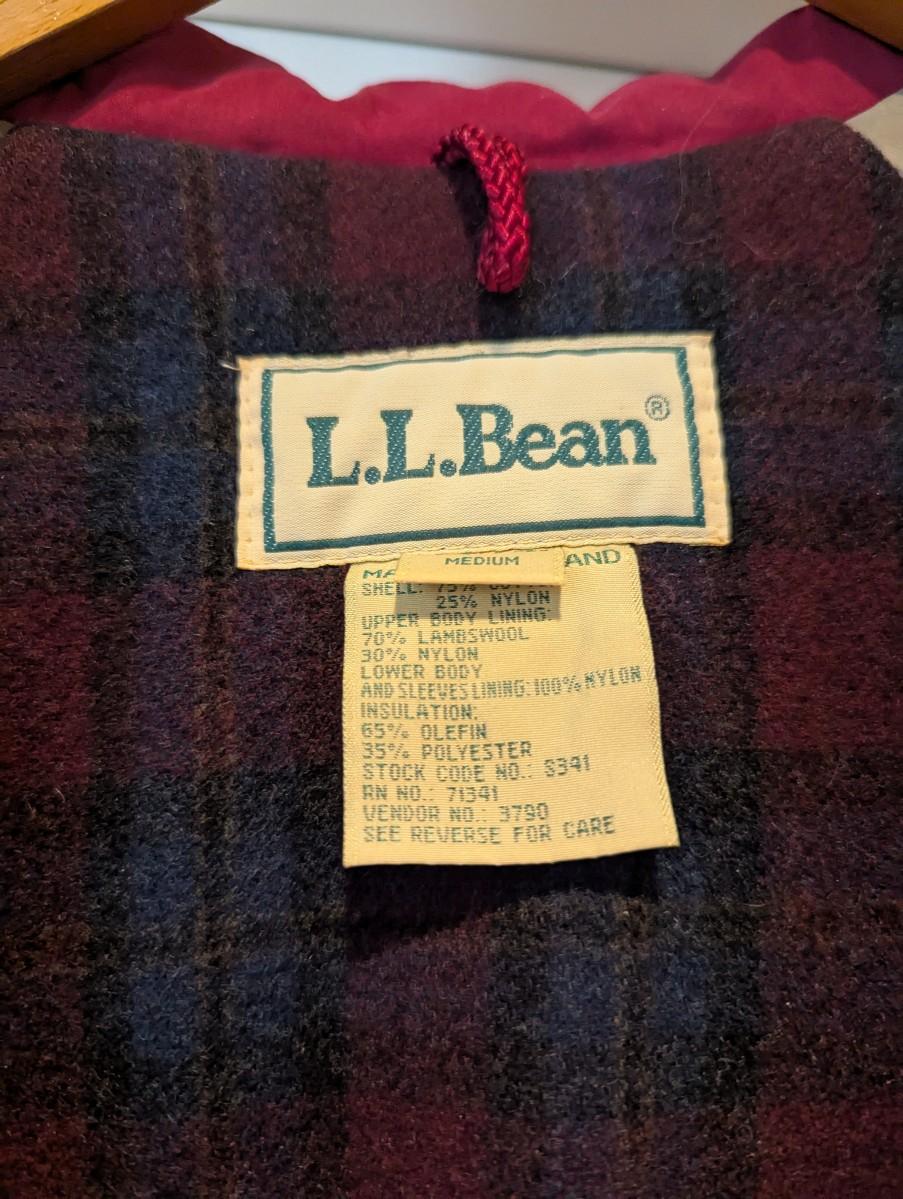 L.L.Bean®
MEDIUM
SHELL: 75%
25% NYLON
UPPER BODY LINING:
70% LAMBSWOOL
30% NYLON
LOWER BODY
AND SLEEVES LINING: 100% NYLON
INSULATION:
65% OLEFIN
35% POLYESTER
STOCK CODE NO.: S341
RN NO.: 71341
VENDOR NO.: 3790
SEE REVERSE FOR CARE